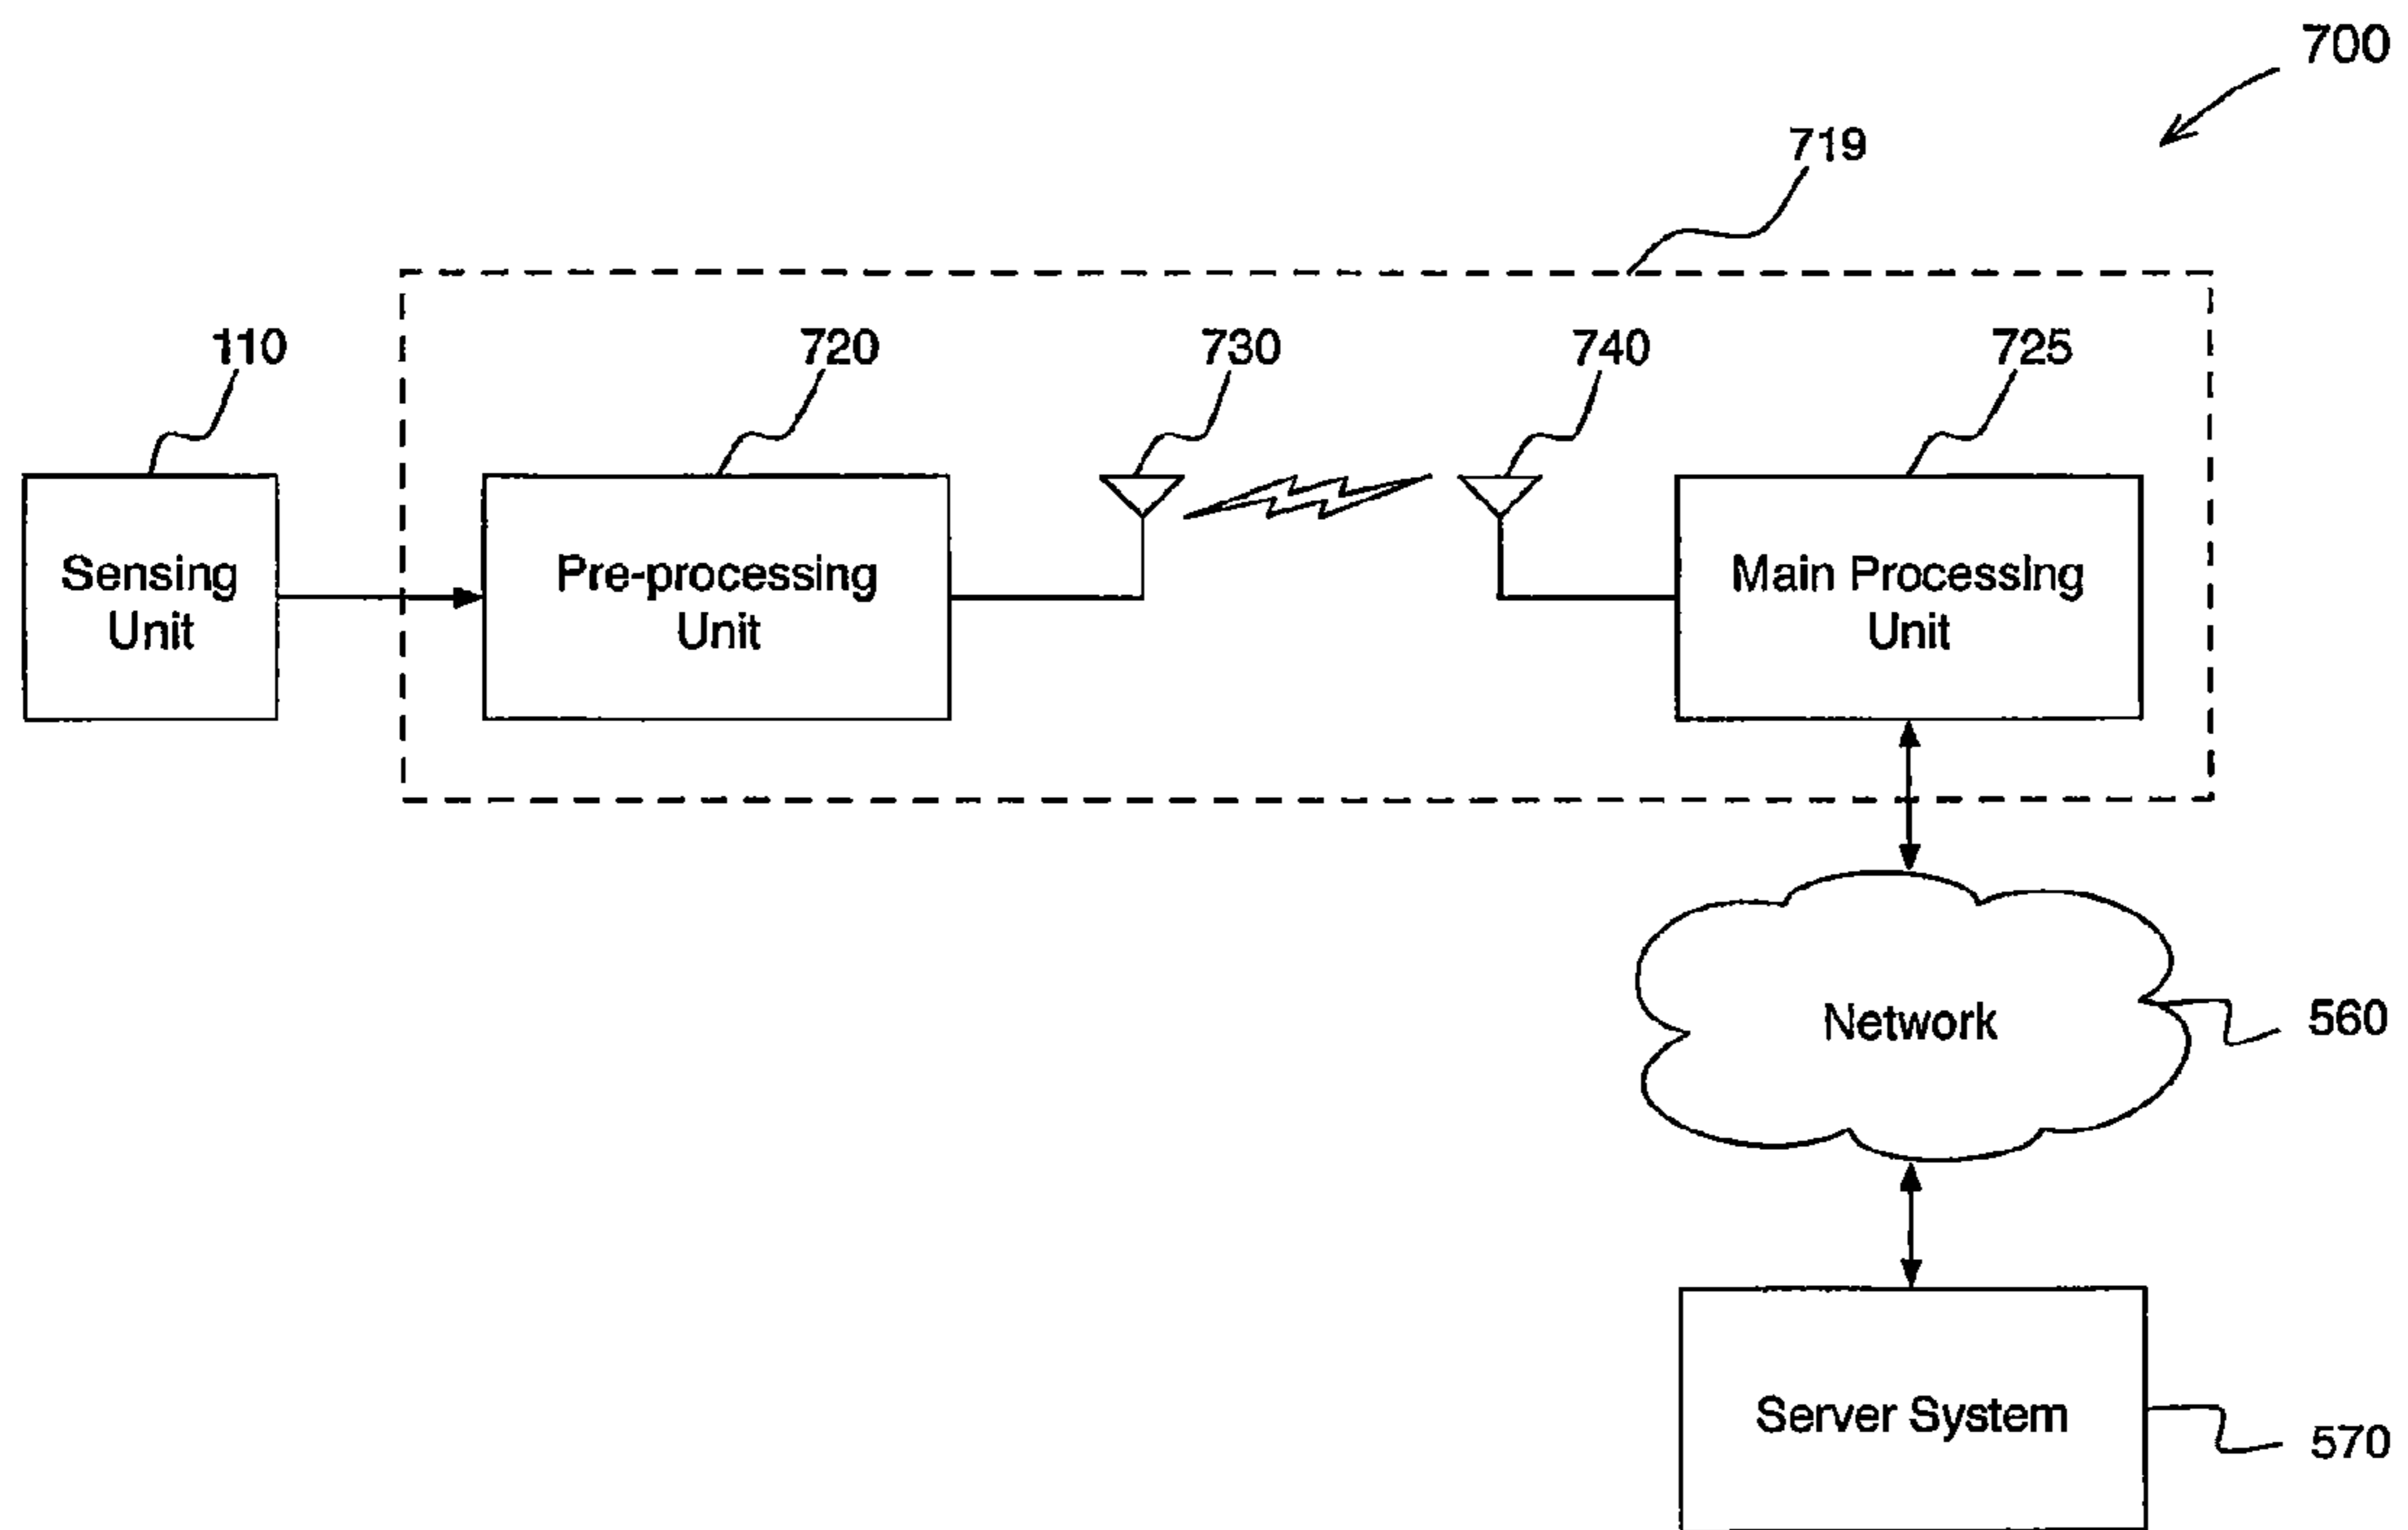 700
719
110
720
730
740
725
Sensing
Unit
Pre-processing
Unit
Main Processing
Unit
Network
560
Server System
570